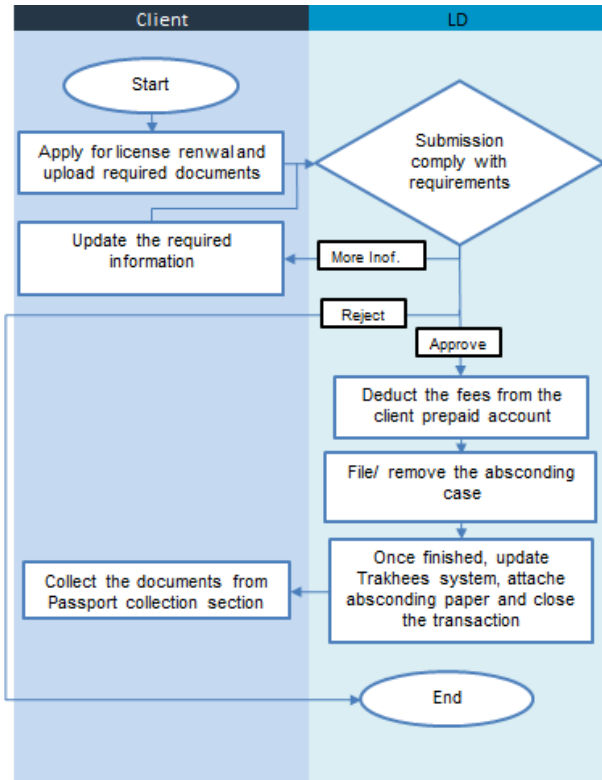 Client
LD
Start
Submission
comply with
requirements
Apply for license renwal and
upload required documents
Update the required
information
More Inof.
Reject
Approve
Deduct the fees from the
client prepaid account
File/ remove the absconding
case
Once finished, update
Trakhees system, attache
absconding paper and close
the transaction
Collect the documents from
Passport collection section
End